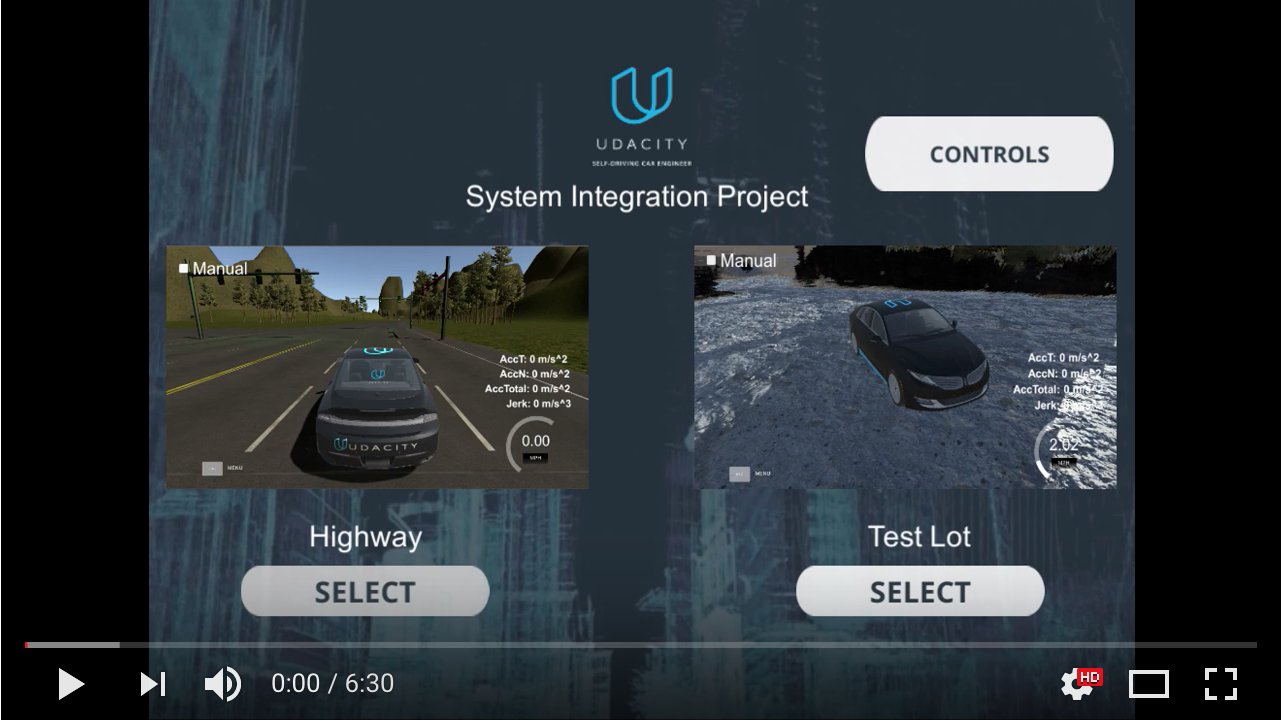 UDACITY
SELF-DRIVING CAR ENGINEER
CONTROLS
System Integration Project
Manual
AccT: 0 m/s^2
AccN: 0 m/s^2
AccTotal: 0 m/s^2
Jerk: 0 m/s^3
0.00
MPH
UDACITY
MENU
Manual
AccT: 0 m/s^2
AccN: 0 m/s^2
AccTotal: 0 m/s^2
Jerk:
2.02
MPH
MENU
Highway
SELECT
Test Lot
SELECT
0:00 / 6:30
HD